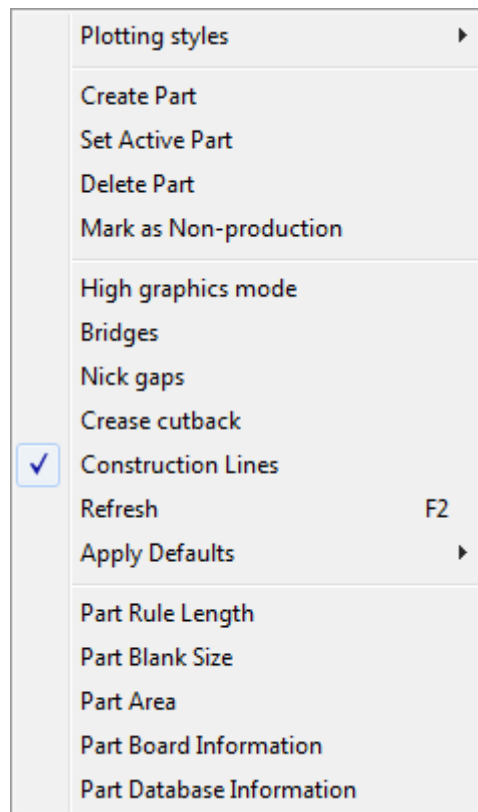 Plotting styles
Create Part
Set Active Part
Delete Part
Mark as Non-production
High graphics mode
Bridges
Nick gaps
Crease cutback
Construction Lines
Refresh F2
Apply Defaults
Part Rule Length
Part Blank Size
Part Area
Part Board Information
Part Database Information